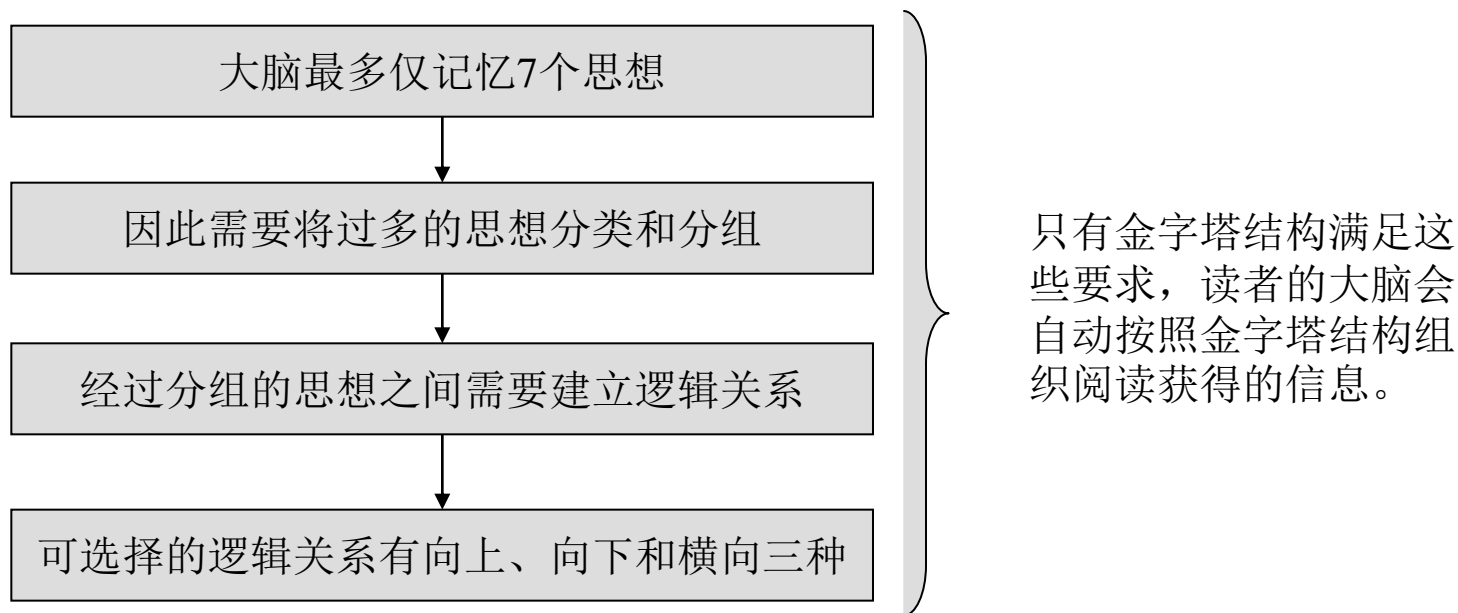 大脑最多仅记忆7个思想
因此需要将过多的思想分类和分组
经过分组的思想之间需要建立逻辑关系
可选择的逻辑关系有向上、向下和横向三种
只有金字塔结构满足这
些要求，读者的大脑会
自动按照金字塔结构组
织阅读获得的信息。